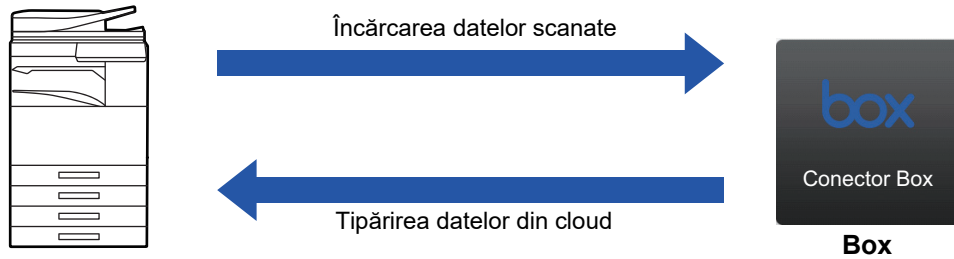 Încărcarea datelor scanate
box
Conector Box
Tipărirea datelor din cloud
Box